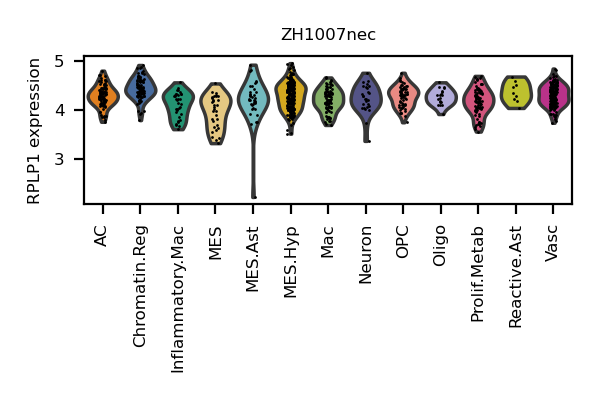 ZH1007nec
RPLP1 expression
5
4
3
AC
Chromatin.Reg
Inflammatory.Mac
MES
MES.Ast
MES.Hyp
Mac
Neuron
OPC
Oligo
Prolif.Metab
Reactive.Ast
Vasc